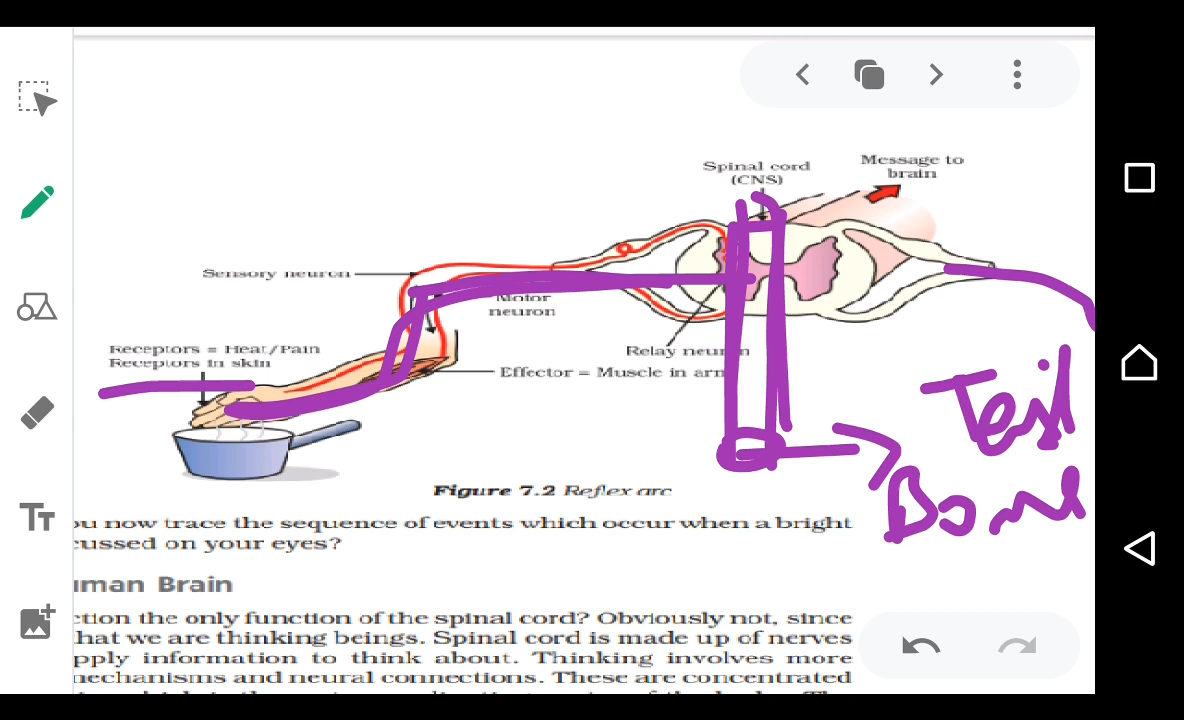 Spinal cord
(CNS)
Message to
brain
Sensory neuron
Motor
neuron
Receptors = Heat/Pain
Receptors in skin
Relay neuron
Effector = Muscle in arm
Figure 7.2 Reflex arc
ou now trace the sequence of events which occur when a bright
cussed on your eyes?
uman Brain
ction the only function of the spinal cord? Obviously not, since
hat we are thinking beings. Spinal cord is made up of nerves
pply information to think about. Thinking involves more
nechanisms and neural connections. These are concentrated
Tt